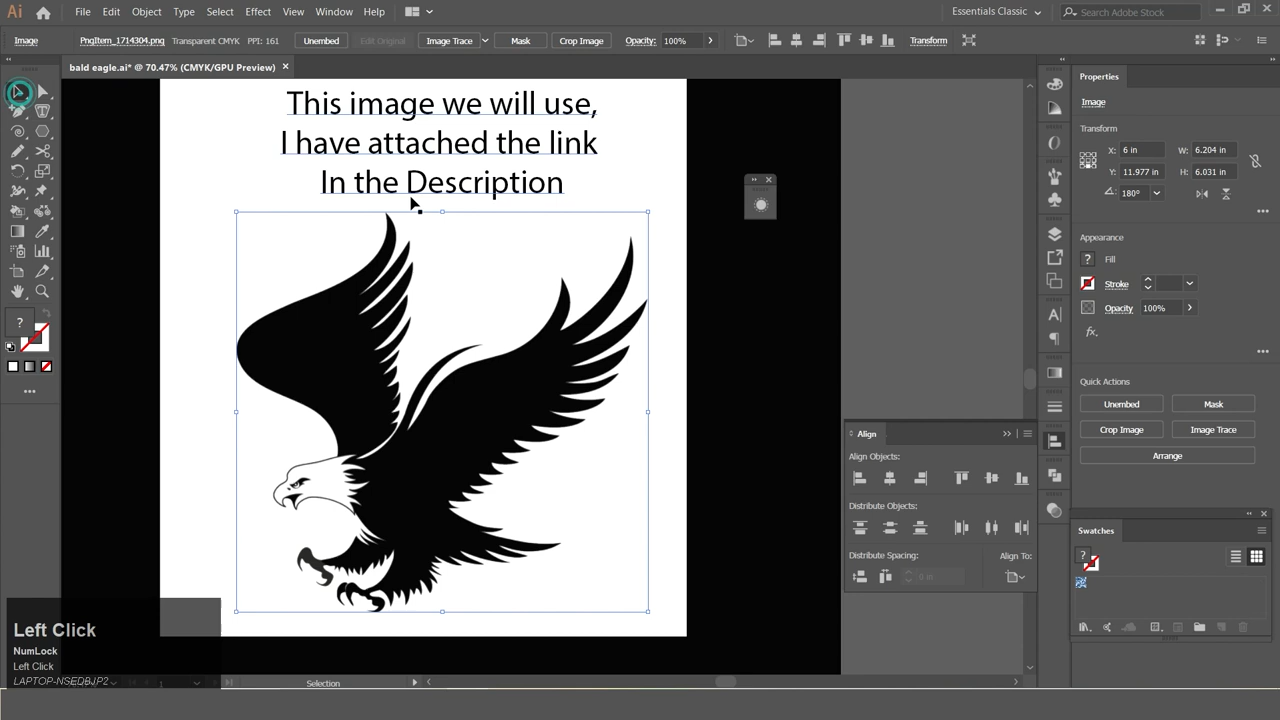 Ai File Edit Object Type Select Effect View Window Help Essentials Classic Search Adobe Stock
Image PngItem_1714304.png Transparent CMYK PPI: 161 Unembed Edit Original Image Trace Mask Crop Image Opacity: 100% Transform
bald eagle.ai* @ 70.47% (CMYK/GPU Preview)
This image we will use,
I have attached the link
In the Description
Properties
Image
Transform
X: 6 in W: 6.204 in
Y: 11.977 in H: 6.031 in
180°
Appearance
? Fill
Stroke
Opacity 100%
fx.
Quick Actions
Unembed Mask
Crop Image Image Trace
Arrange
Align
Align Objects:
Distribute Objects:
Distribute Spacing: Align To:
0 in
Swatches
?
?
Left Click
NumLock
Left Click
LAPTOP-NSEDBJP2
1 Selection